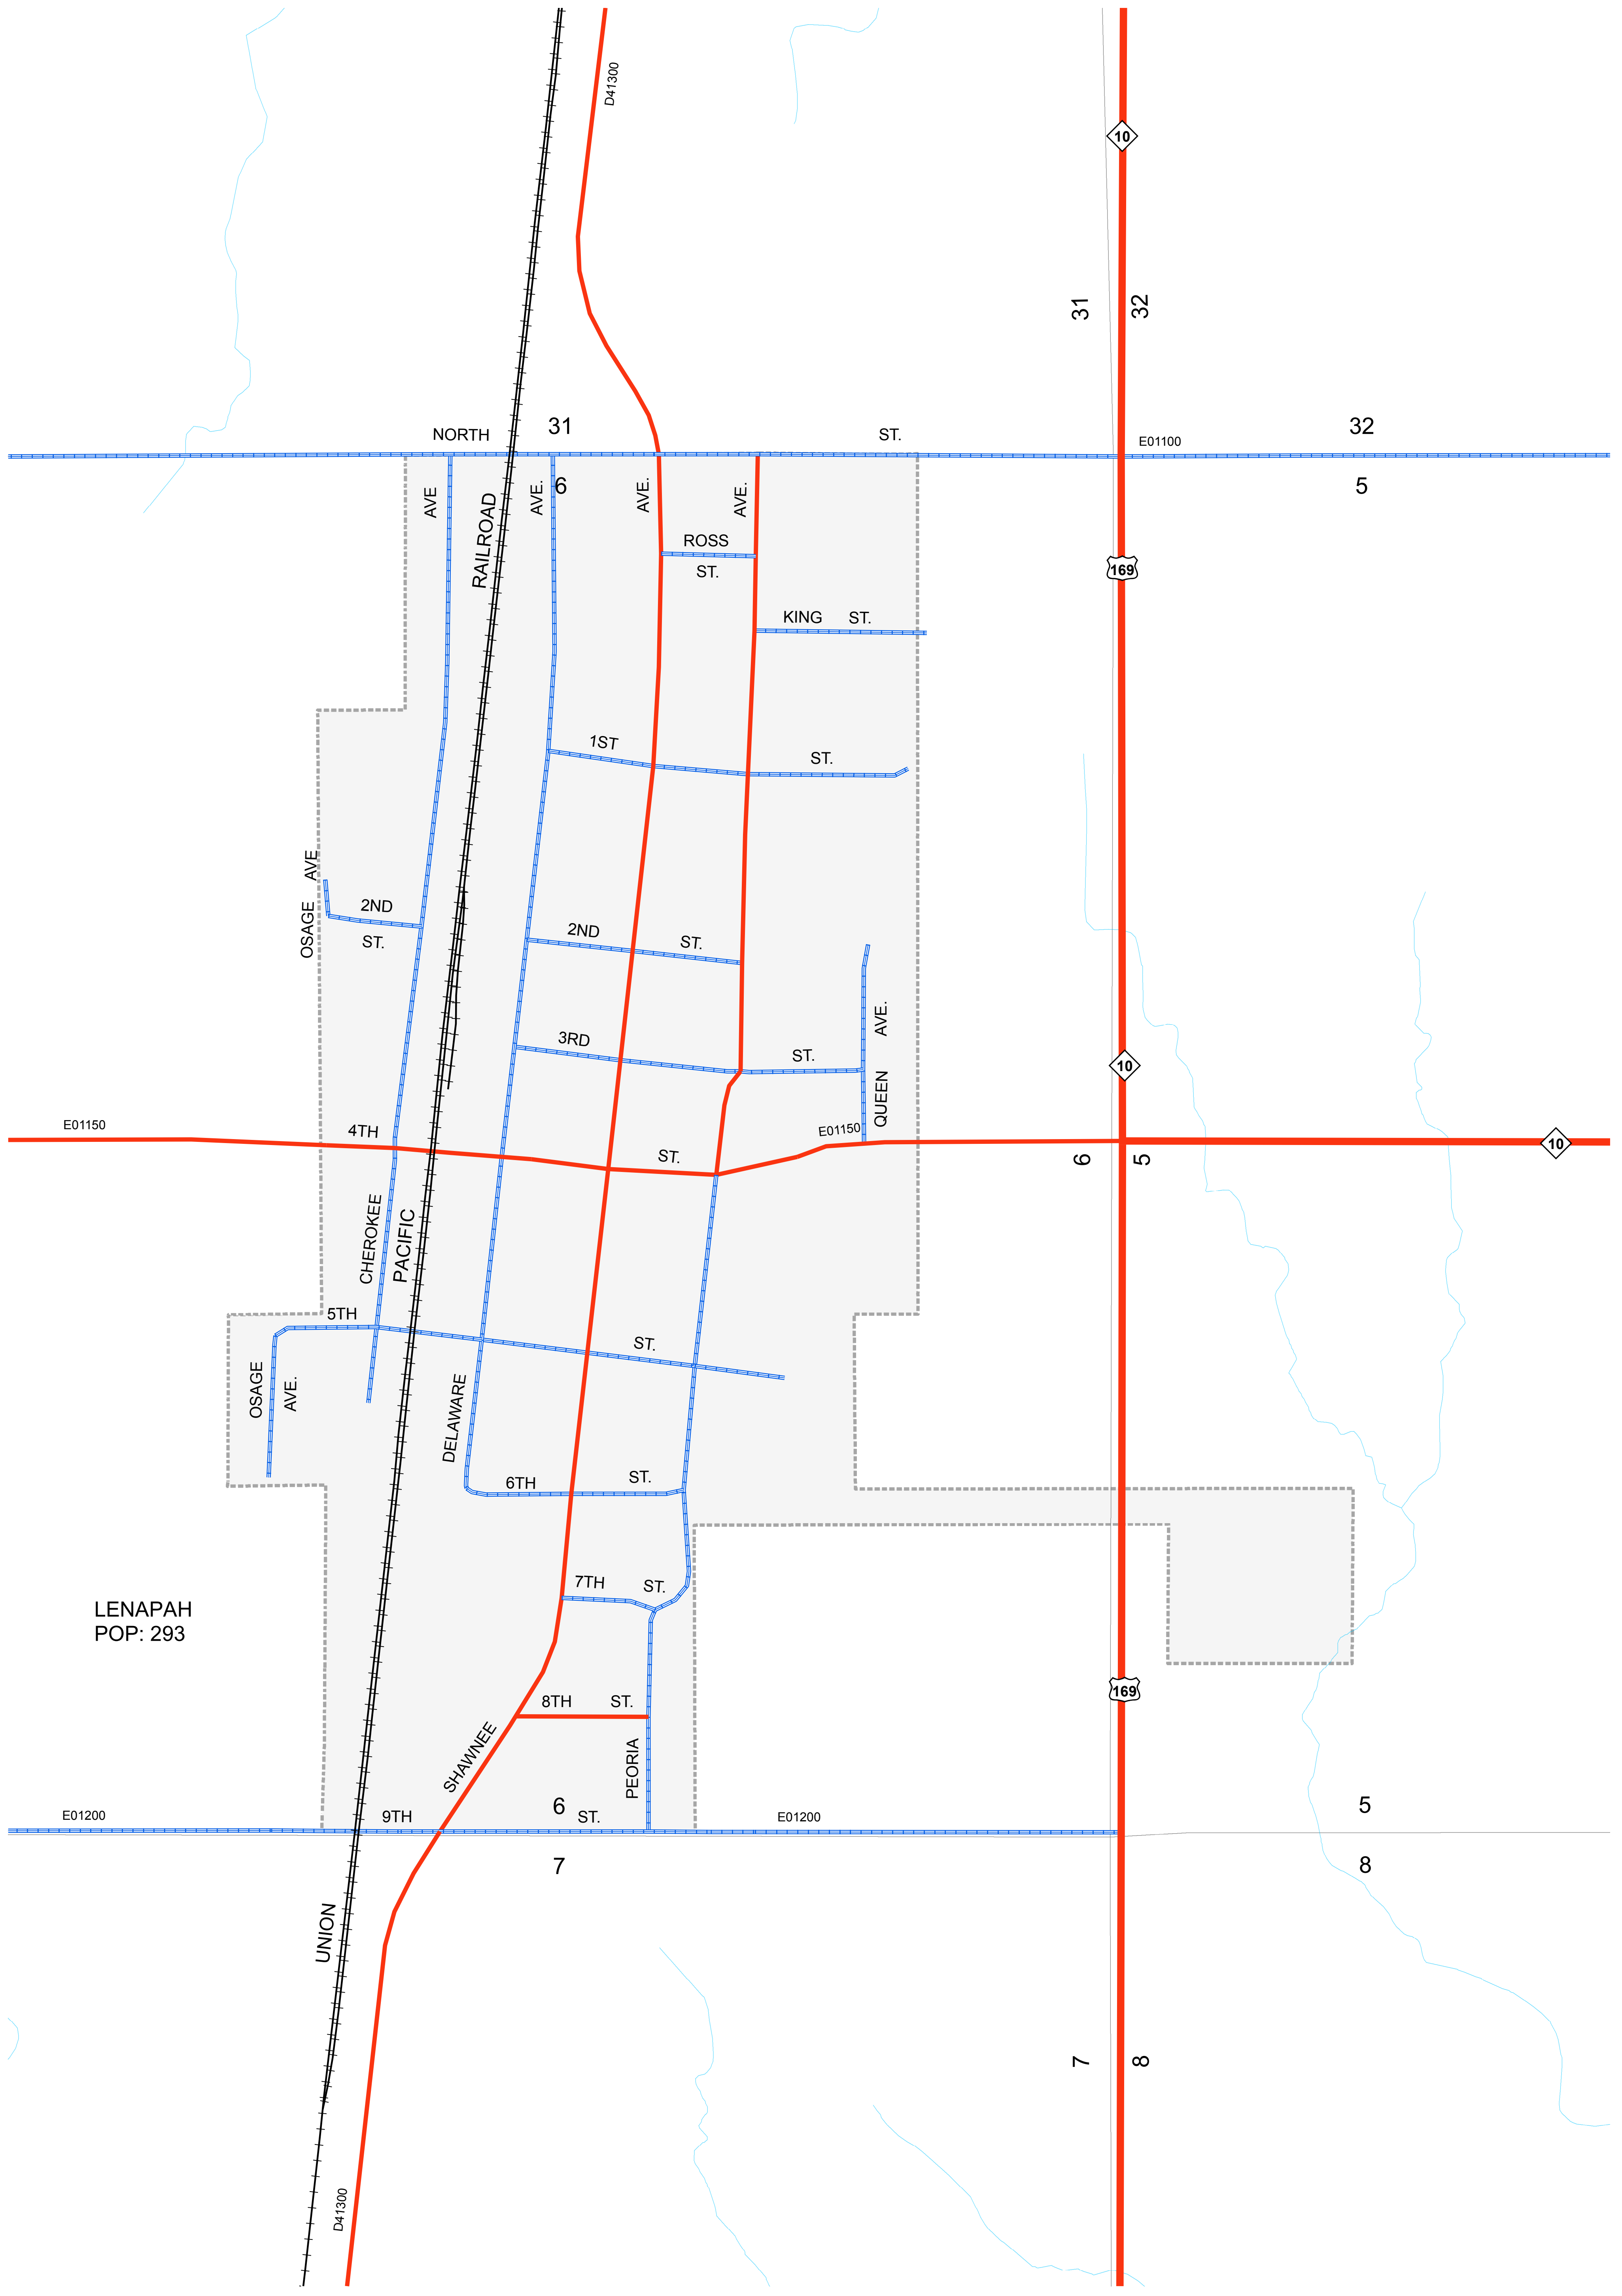 D41300
10
31
32
NORTH
31
ST.
E01100
32
AVE
RAILROAD
AVE.
6
AVE.
AVE.
5
ROSS
ST.
169
KING ST.
1ST
ST.
OSAGE AVE
2ND
ST.
2ND
ST.
3RD
ST.
QUEEN AVE.
10
E01150
4TH
ST.
E01150
6
5
10
CHEROKEE
PACIFIC
5TH
ST.
OSAGE
AVE.
DELAWARE
6TH
ST.
7TH
ST.
LENAPAH
POP: 293
169
8TH
ST.
SHAWNEE
PEORIA
E01200
9TH
6
ST.
E01200
5
7
8
UNION
7
8
D41300